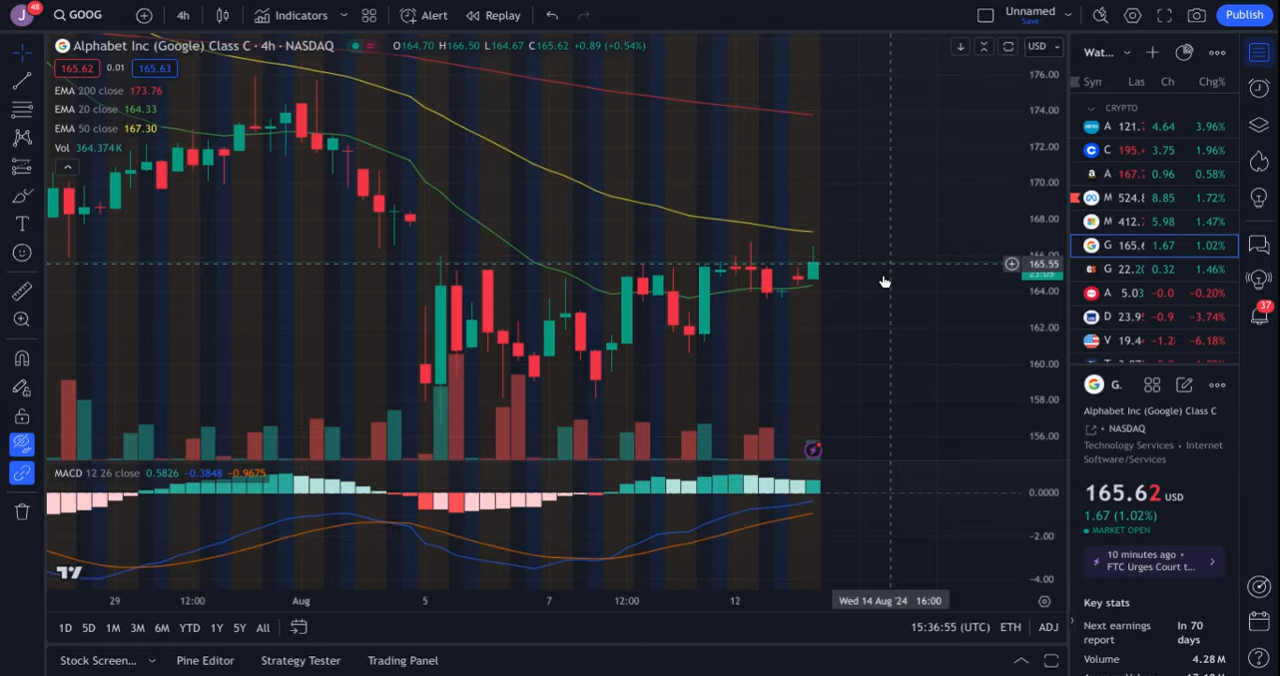 J 48 GOOG 4h Indicators Alert Replay Unnamed Save Publish
Alphabet Inc (Google) Class C · 4h · NASDAQ O164.70 H166.50 L164.67 C165.62 +0.89 (+0.54%) USD
165.62 0.01 165.63
EMA 200 close 173.76
EMA 20 close 164.33
EMA 50 close 167.30
Vol 364.374K
176.00
174.00
172.00
170.00
168.00
165.55
164.00
162.00
160.00
158.00
156.00
MACD 12 26 close 0.5826 −0.3848 −0.9675
0.0000
−2.00
−4.00
29 12:00 Aug 5 7 12:00 12 Wed 14 Aug '24 16:00
1D 5D 1M 3M 6M YTD 1Y 5Y All 15:36:55 (UTC) ETH ADJ
Stock Screen... Pine Editor Strategy Tester Trading Panel
Wat...
Syn Las Ch Chg%
CRYPTO
A 121. 4.64 3.96%
C 195. 3.75 1.96%
A 167. 0.96 0.58%
M 524. 8.85 1.72%
M 412. 5.98 1.47%
G 165.6 1.67 1.02%
G 22.2 0.32 1.46%
A 5.03 −0.0 −0.20%
D 23.9 −0.9 −3.74%
V 19.4 −1.2 −6.18%
G.
Alphabet Inc (Google) Class C
• NASDAQ
Technology Services • Internet
Software/Services
165.62 USD
1.67 (1.02%)
MARKET OPEN
10 minutes ago •
FTC Urges Court t...
Key stats
Next earnings report In 70 days
Volume 4.28M
37